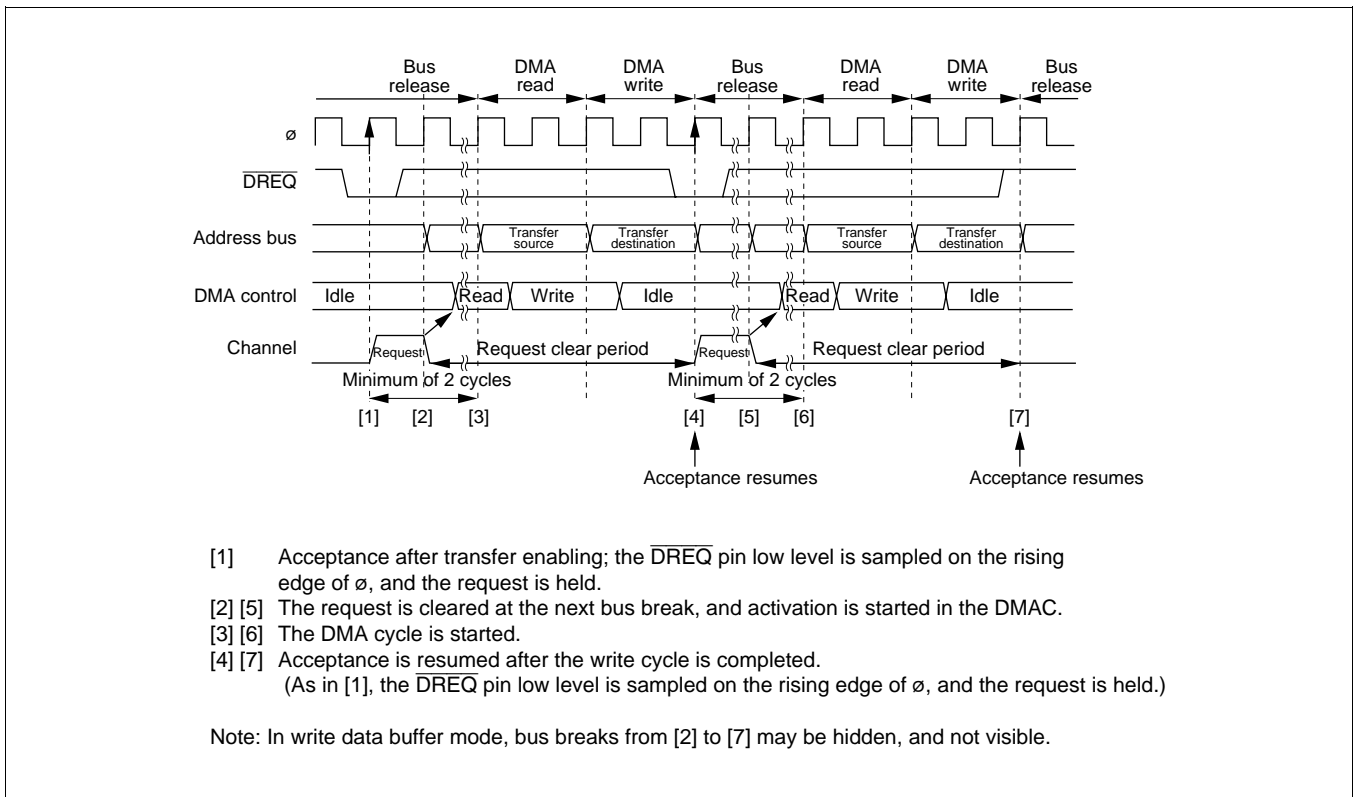 Bus release DMA read DMA write Bus release DMA read DMA write Bus release
ø
DREQ
Address bus Transfer source Transfer destination Transfer source Transfer destination
DMA control Idle Read Write Idle Read Write Idle
Channel Request Request clear period Request Request clear period
Minimum of 2 cycles Minimum of 2 cycles
[1] [2] [3] [4] [5] [6] [7]
Acceptance resumes Acceptance resumes
[1] Acceptance after transfer enabling; the DREQ pin low level is sampled on the rising
edge of ø, and the request is held.
[2] [5] The request is cleared at the next bus break, and activation is started in the DMAC.
[3] [6] The DMA cycle is started.
[4] [7] Acceptance is resumed after the write cycle is completed.
(As in [1], the DREQ pin low level is sampled on the rising edge of ø, and the request is held.)
Note: In write data buffer mode, bus breaks from [2] to [7] may be hidden, and not visible.